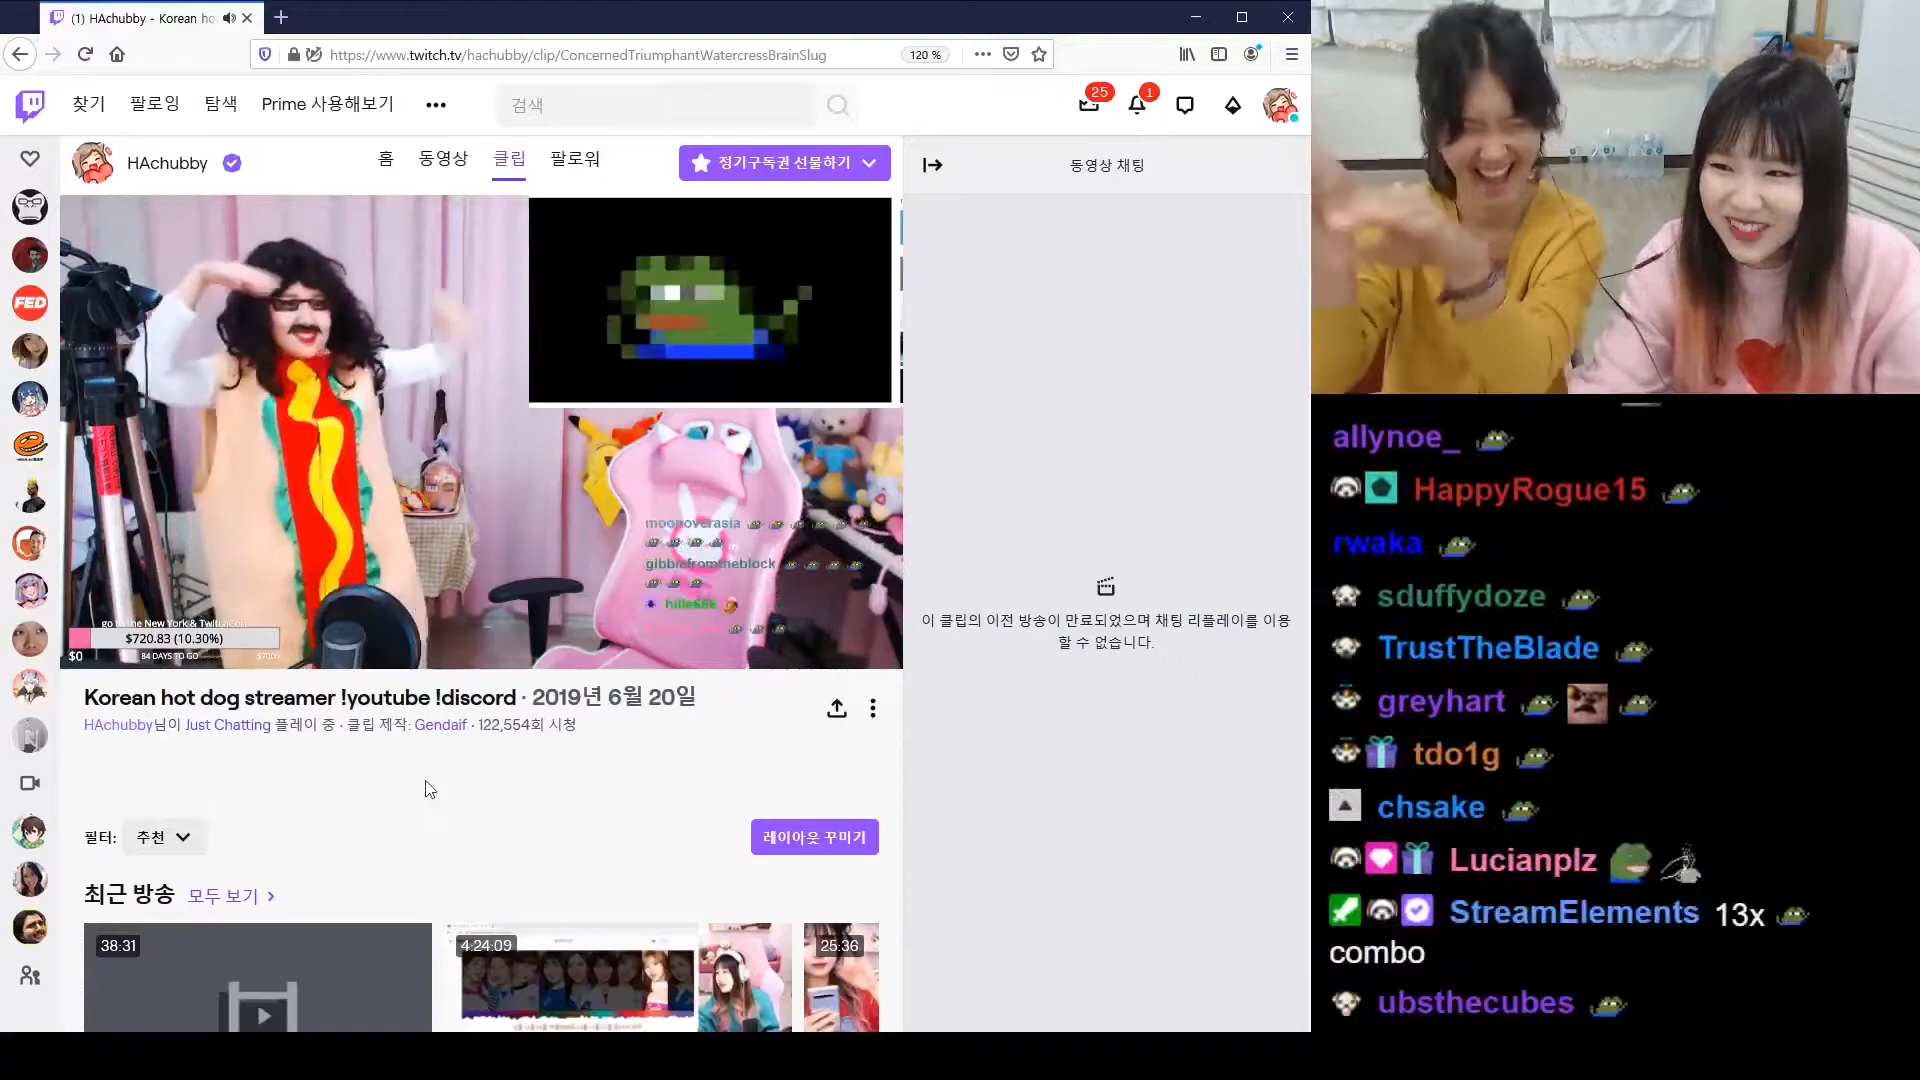 (1) HAchubby - Korean ho
https://www.twitch.tv/hachubby/clip/ConcernedTriumphantWatercressBrainSlug
120 %
찾기
팔로잉
탐색
Prime 사용해보기
검색
25
1
FED
HAchubby
홈
동영상
클립
팔로워
정기구독권 선물하기
동영상 채팅
moonoverasia
gibblefromtheblock
hille666
go to the New York & TwitchCon
$720.83 (10.30%)
$0
84 DAYS TO GO
$7000
이 클립의 이전 방송이 만료되었으며 채팅 리플레이를 이용
할 수 없습니다.
Korean hot dog streamer !youtube !discord · 2019년 6월 20일
HAchubby님이 Just Chatting 플레이 중 · 클립 제작: Gendaif · 122,554회 시청
필터:
추천
레이아웃 꾸미기
최근 방송
모두 보기
38:31
4:24:09
25:36
allynoe_
HappyRogue15
rwaka
sduffydoze
TrustTheBlade
greyhart
tdo1g
chsake
Lucianplz
StreamElements 13x
combo
ubsthecubes